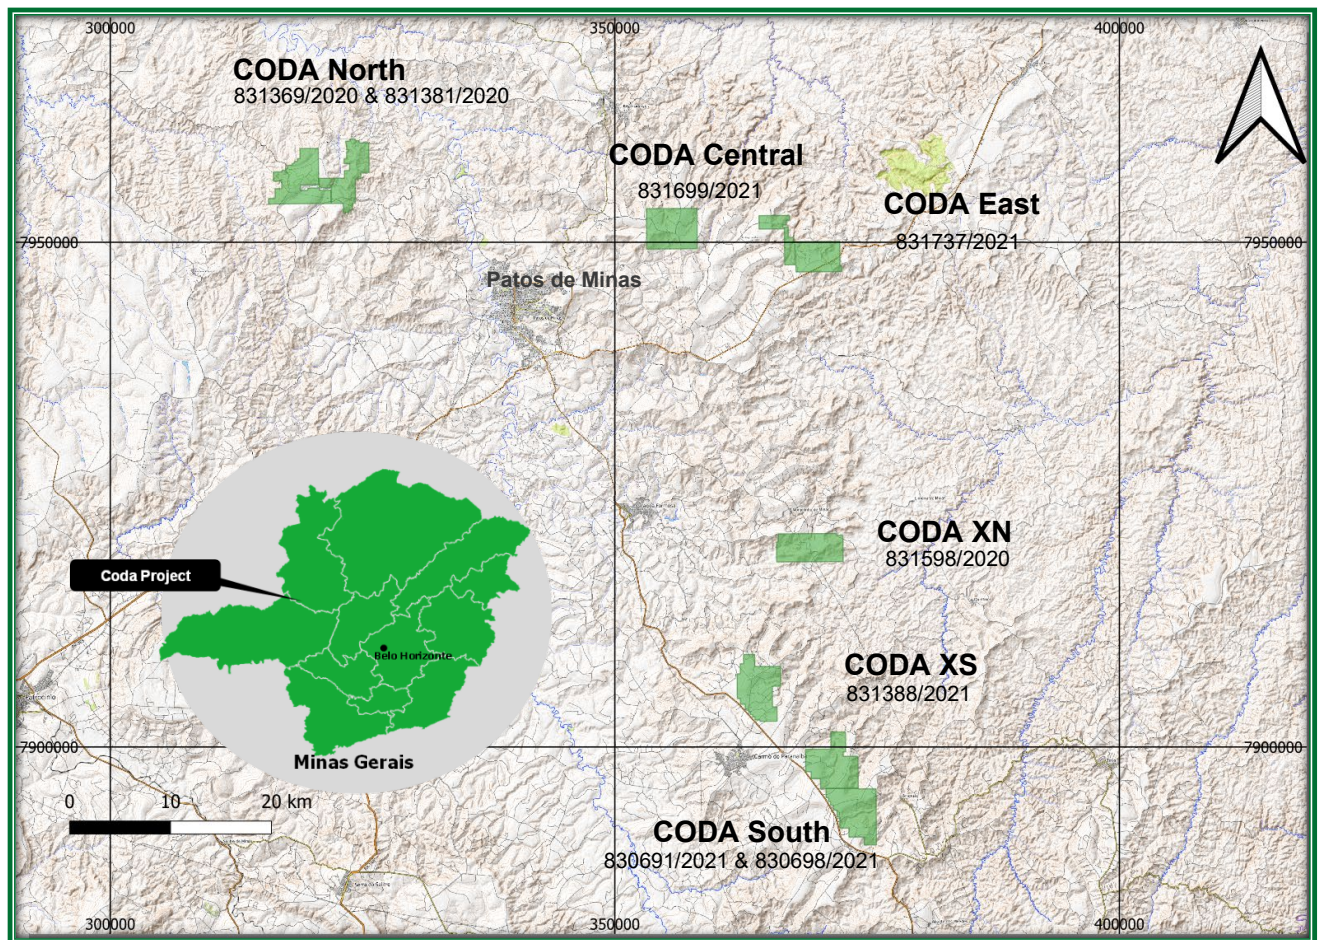 300000
350000
400000
CODA North
831369/2020 & 831381/2020
CODA Central
831699/2021
CODA East
831737/2021
7950000
7950000
Patos de Minas
CODA XN
831598/2020
Coda Project
Belo Horizonte
CODA XS
831388/2021
7900000
7900000
Minas Gerais
0 10 20 km
CODA South
830691/2021 & 830698/2021
300000
350000
400000